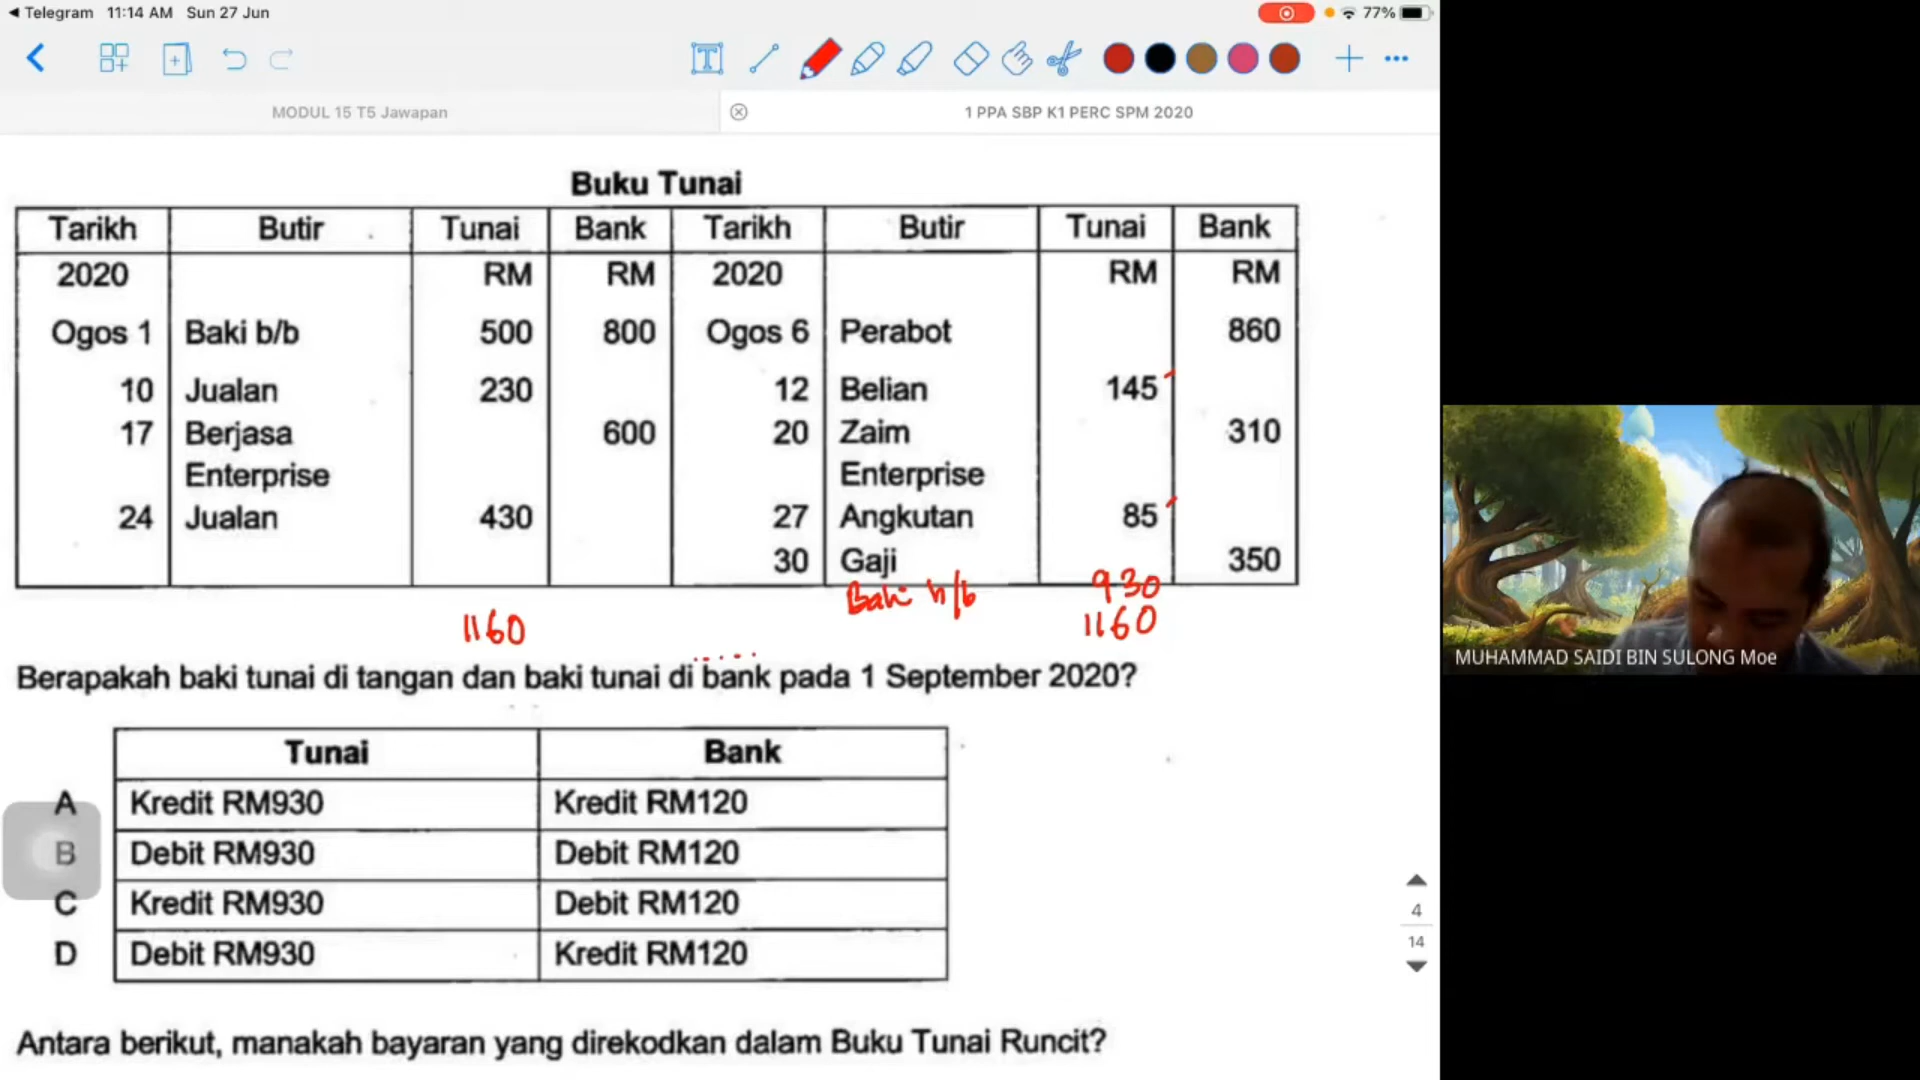 Telegram 11:14 AM Sun 27 Jun 77%
MODUL 15 T5 Jawapan 1 PPA SBP K1 PERC SPM 2020
Buku Tunai
Tarikh Butir Tunai Bank Tarikh Butir Tunai Bank
2020 RM RM 2020 RM RM
Ogos 1 Baki b/b 500 800 Ogos 6 Perabot 860
10 Jualan 230 12 Belian 145
17 Berjasa 600 20 Zaim 310
Enterprise Enterprise
24 Jualan 430 27 Angkutan 85
30 Gaji 350
Baki h/b 930
1160 1160
Berapakah baki tunai di tangan dan baki tunai di bank pada 1 September 2020?
Tunai Bank
A Kredit RM930 Kredit RM120
B Debit RM930 Debit RM120
C Kredit RM930 Debit RM120
D Debit RM930 Kredit RM120
Antara berikut, manakah bayaran yang direkodkan dalam Buku Tunai Runcit?
4
14
MUHAMMAD SAIDI BIN SULONG Moe